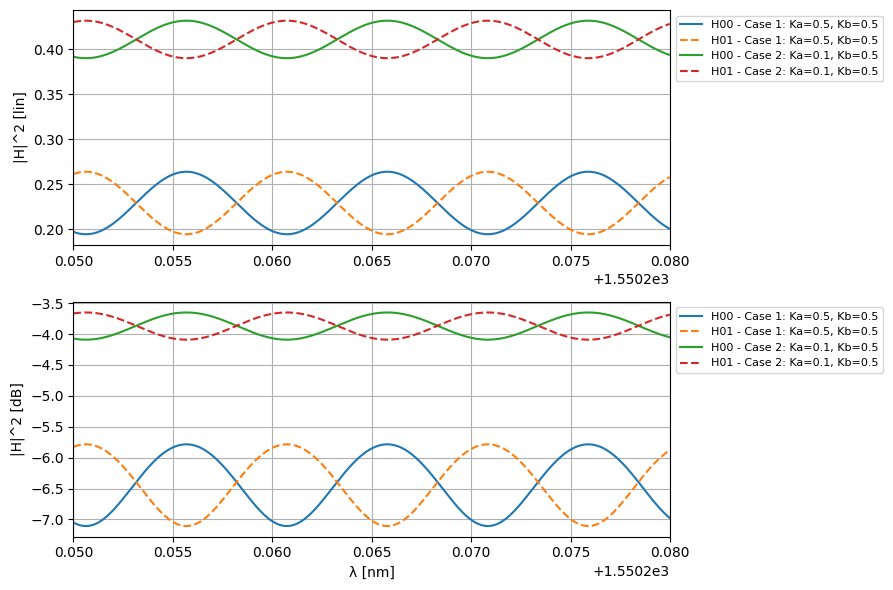 |H|^2 [lin]
0.40
0.35
0.30
0.25
0.20
0.050 0.055 0.060 0.065 0.070 0.075 0.080
+1.5502e3
H00 - Case 1: Ka=0.5, Kb=0.5
H01 - Case 1: Ka=0.5, Kb=0.5
H00 - Case 2: Ka=0.1, Kb=0.5
H01 - Case 2: Ka=0.1, Kb=0.5
|H|^2 [dB]
−3.5
−4.0
−4.5
−5.0
−5.5
−6.0
−6.5
−7.0
0.050 0.055 0.060 0.065 0.070 0.075 0.080
λ [nm]
+1.5502e3
H00 - Case 1: Ka=0.5, Kb=0.5
H01 - Case 1: Ka=0.5, Kb=0.5
H00 - Case 2: Ka=0.1, Kb=0.5
H01 - Case 2: Ka=0.1, Kb=0.5